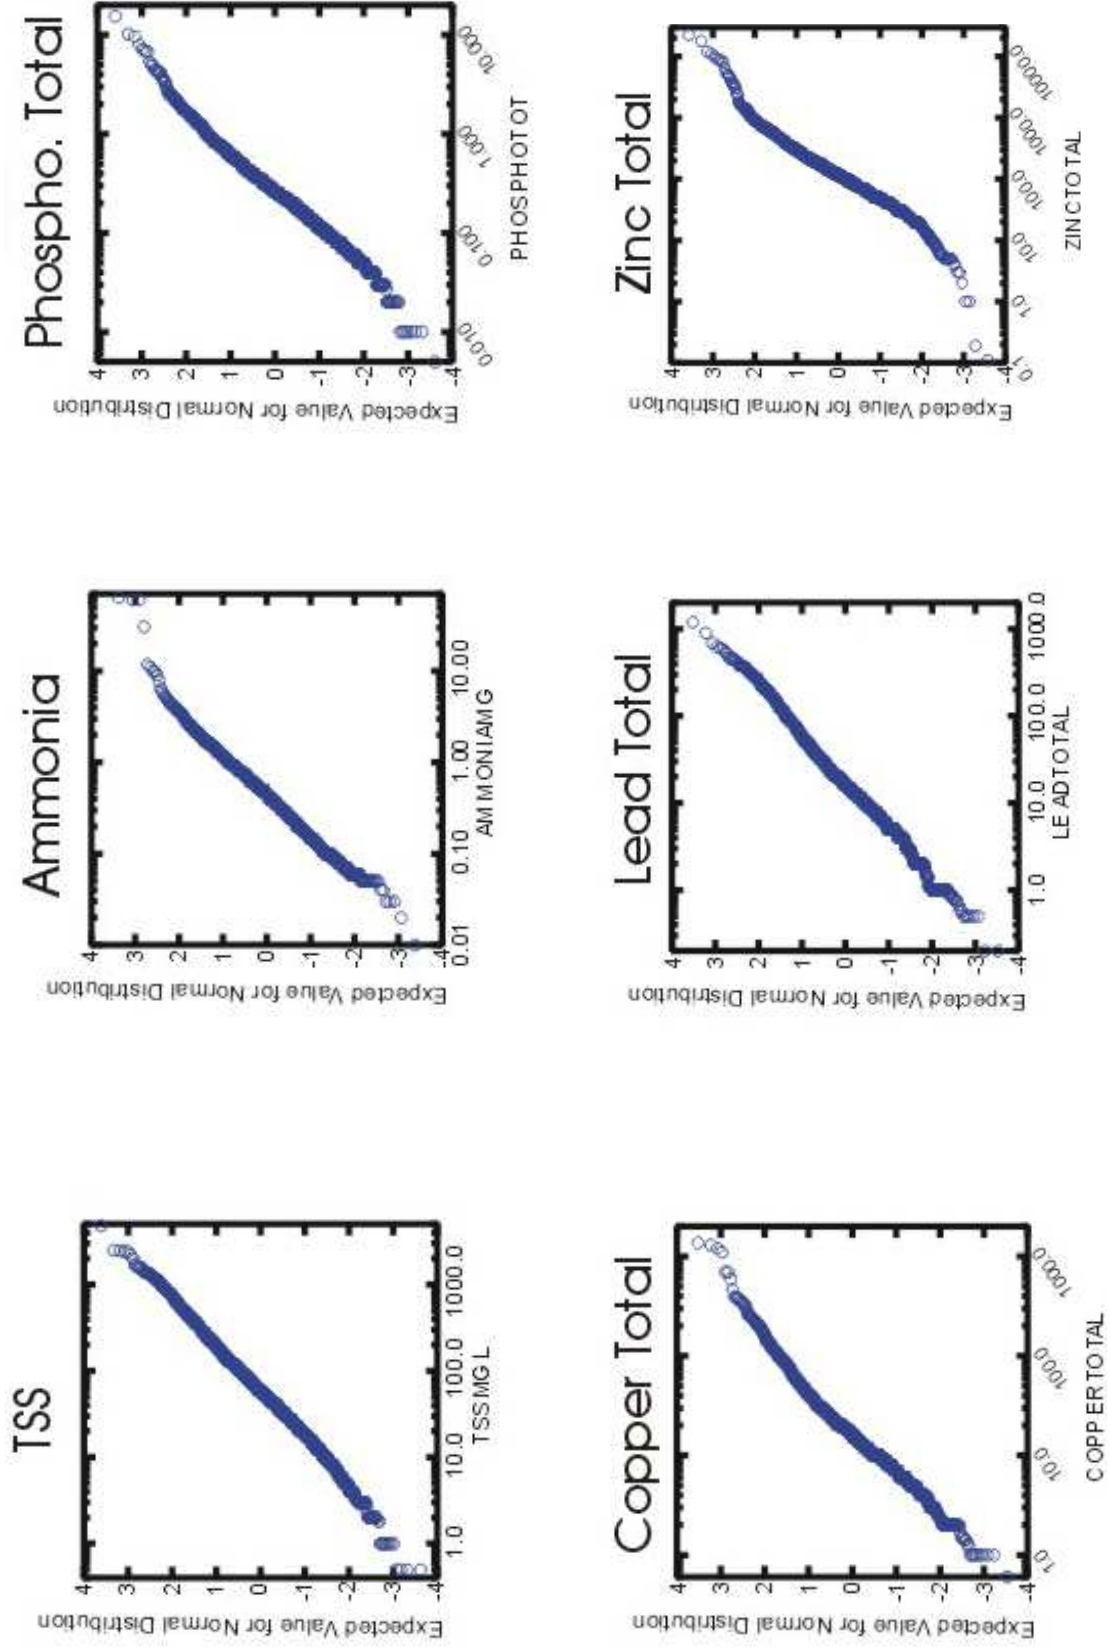 TSS
Expected Value for Normal Distribution
4
3
2
1
0
-1
-2
-3
-4
1.0 10.0 100.0 1000.0
TSSMGL
Ammonia
Expected Value for Normal Distribution
4
3
2
1
0
-1
-2
-3
-4
0.01 0.10 1.00 10.00
AMMONIAMG
Phospho. Total
Expected Value for Normal Distribution
4
3
2
1
0
-1
-2
-3
-4
0.010 0.100 1.000 10.000
PHOSPHOTOT
Copper Total
Expected Value for Normal Distribution
4
3
2
1
0
-1
-2
-3
-4
1.0 10.0 100.0 1000.0
COPPERTOTAL
Lead Total
Expected Value for Normal Distribution
4
3
2
1
0
-1
-2
-3
-4
1.0 10.0 100.0 1000.0
LEADTOTAL
Zinc Total
Expected Value for Normal Distribution
4
3
2
1
0
-1
-2
-3
-4
0.1 1.0 10.0 100.0 1000.0 10000.0
ZINCTOTAL